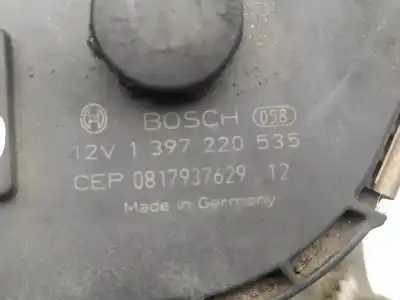 BOSCH 058
12V 1 397 220 535
CEP 0817937629 12
Made in Germany